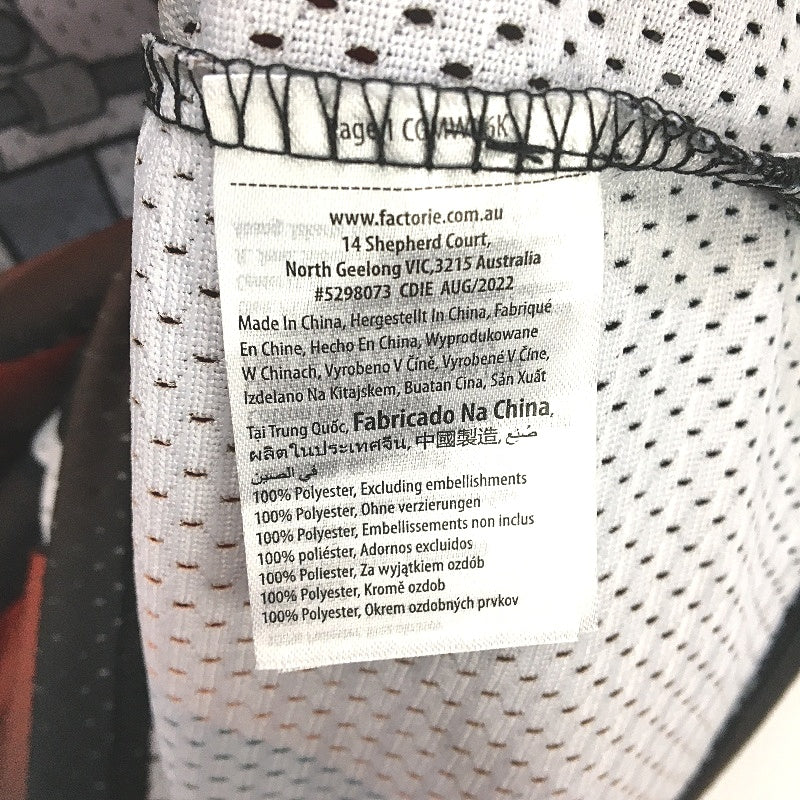 www.factorie.com.au
14 Shepherd Court,
North Geelong VIC,3215 Australia
#5298073 CDIE AUG/2022
Made In China, Hergestellt In China, Fabriqué
En Chine, Hecho En China, Wyprodukowane
W Chinach, Vyrobeno V Číně, Vyrobené V Číne,
Izdelano Na Kitajskem, Buatan Cina, Sản Xuất
Tại Trung Quốc, Fabricado Na China,
ผลิตในประเทศจีน, 中國製造, صُنع
في الصين
100% Polyester, Excluding embellishments
100% Polyester, Ohne verzierungen
100% Polyester, Embellissements non inclus
100% poliéster, Adornos excluidos
100% Poliester, Za wyjątkiem ozdób
100% Polyester, Kromě ozdob
100% Polyester, Okrem ozdobných prvkov